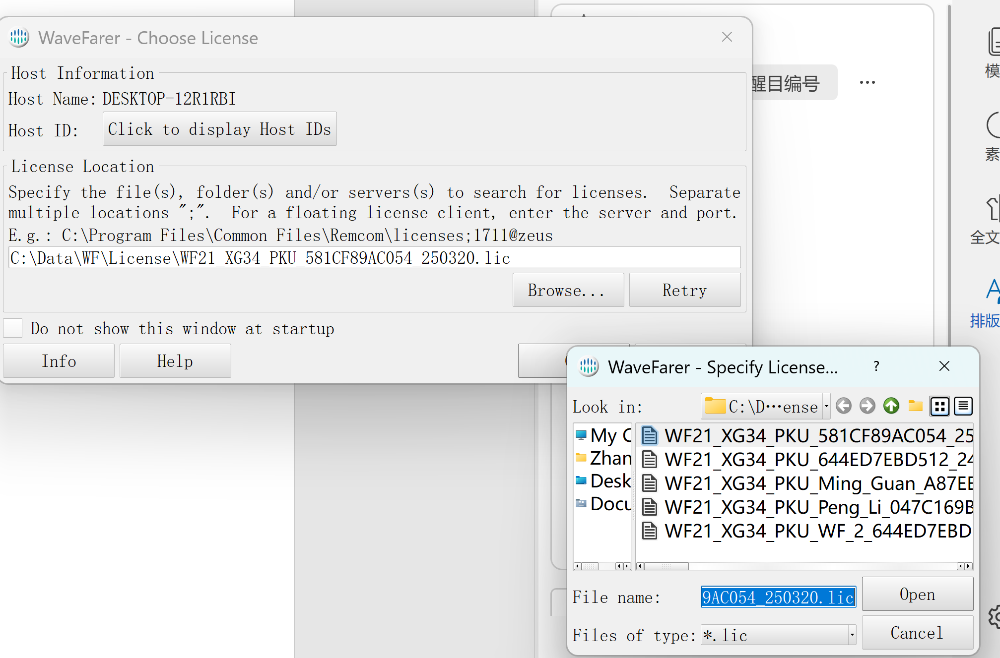 WaveFarer - Choose License
Host Information
Host Name: DESKTOP-12R1RBI
Host ID: Click to display Host IDs
License Location
Specify the file(s), folder(s) and/or servers(s) to search for licenses.  Separate
multiple locations ";".  For a floating license client, enter the server and port.
E.g.: C:\Program Files\Common Files\Remcom\licenses;1711@zeus
C:\Data\WF\License\WF21_XG34_PKU_581CF89AC054_250320.lic
Browse... Retry
Do not show this window at startup
Info Help
醒目编号 ···
模
素
全文
排版
WaveFarer - Specify License... ? 
Look in: C:\D···ense
My C
Zhan
Desk
Docu
WF21_XG34_PKU_581CF89AC054_25
WF21_XG34_PKU_644ED7EBD512_24
WF21_XG34_PKU_Ming_Guan_A87EE
WF21_XG34_PKU_Peng_Li_047C169B
WF21_XG34_PKU_WF_2_644ED7EBD
File name: 9AC054_250320.lic Open
Files of type: *.lic Cancel